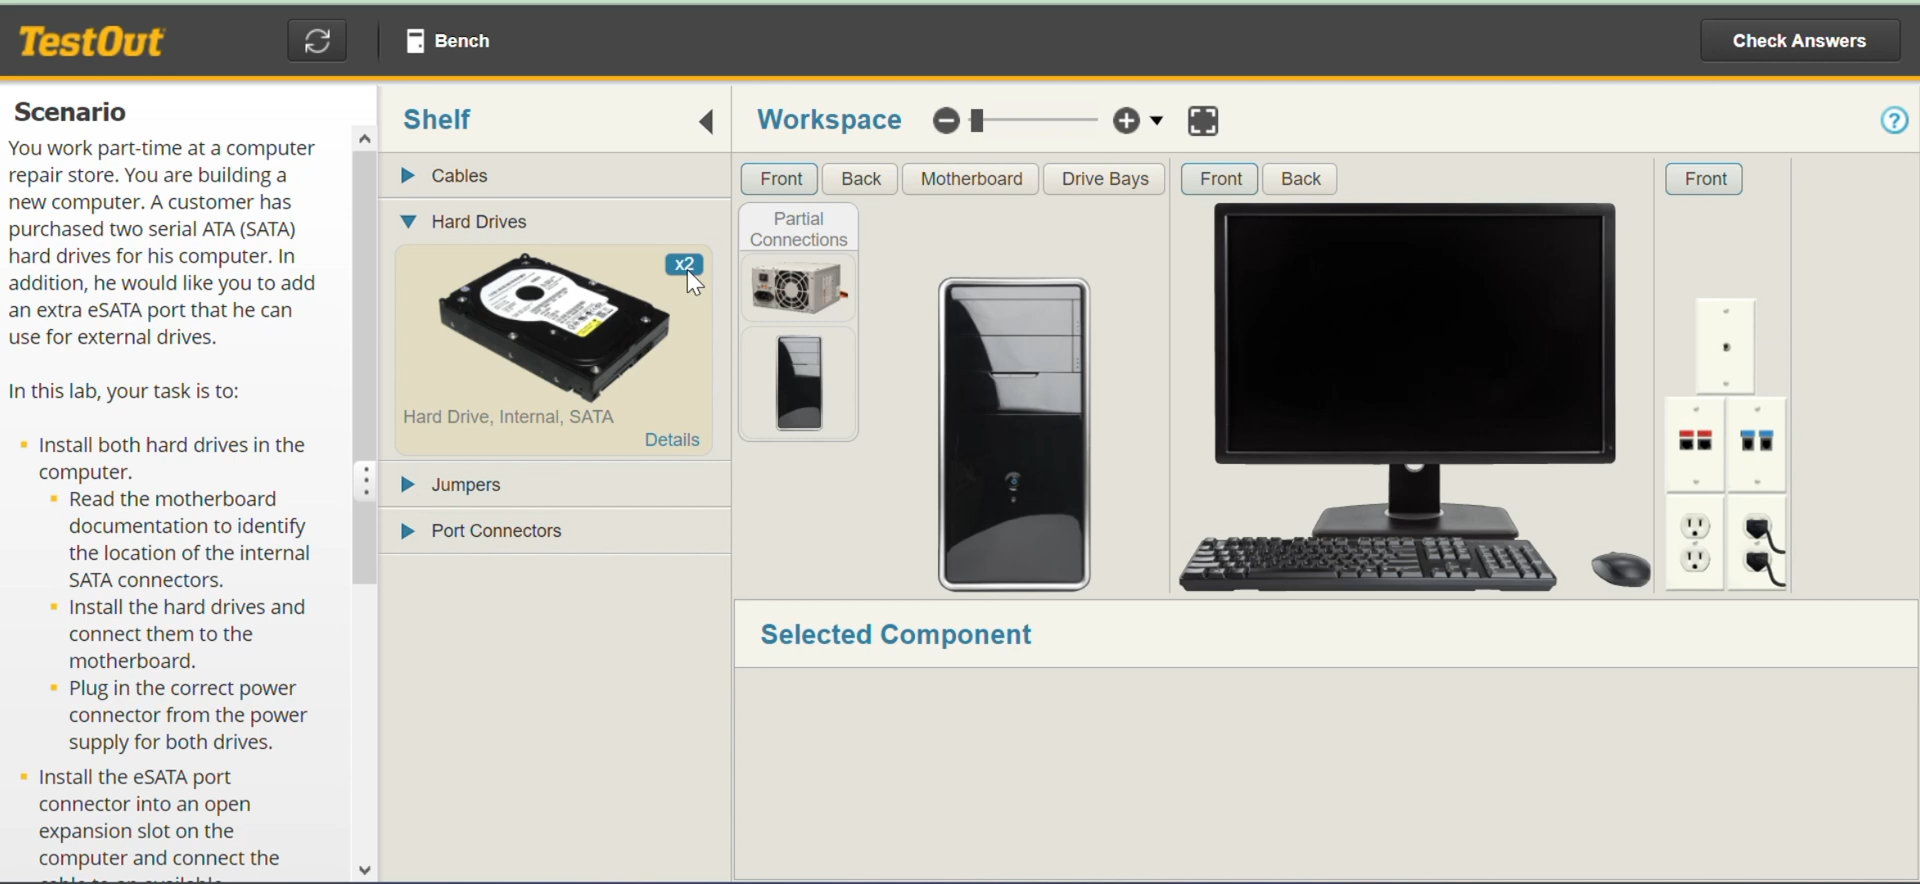 TestOut
Bench
Check Answers
Scenario
You work part-time at a computer
repair store. You are building a
new computer. A customer has
purchased two serial ATA (SATA)
hard drives for his computer. In
addition, he would like you to add
an extra eSATA port that he can
use for external drives.
In this lab, your task is to:
Install both hard drives in the
computer.
Read the motherboard
documentation to identify
the location of the internal
SATA connectors.
Install the hard drives and
connect them to the
motherboard.
Plug in the correct power
connector from the power
supply for both drives.
Install the eSATA port
connector into an open
expansion slot on the
computer and connect the
Shelf
Cables
Hard Drives
x2
Hard Drive, Internal, SATA
Details
Jumpers
Port Connectors
Workspace
?
Front
Back
Motherboard
Drive Bays
Front
Back
Front
Partial
Connections
Selected Component